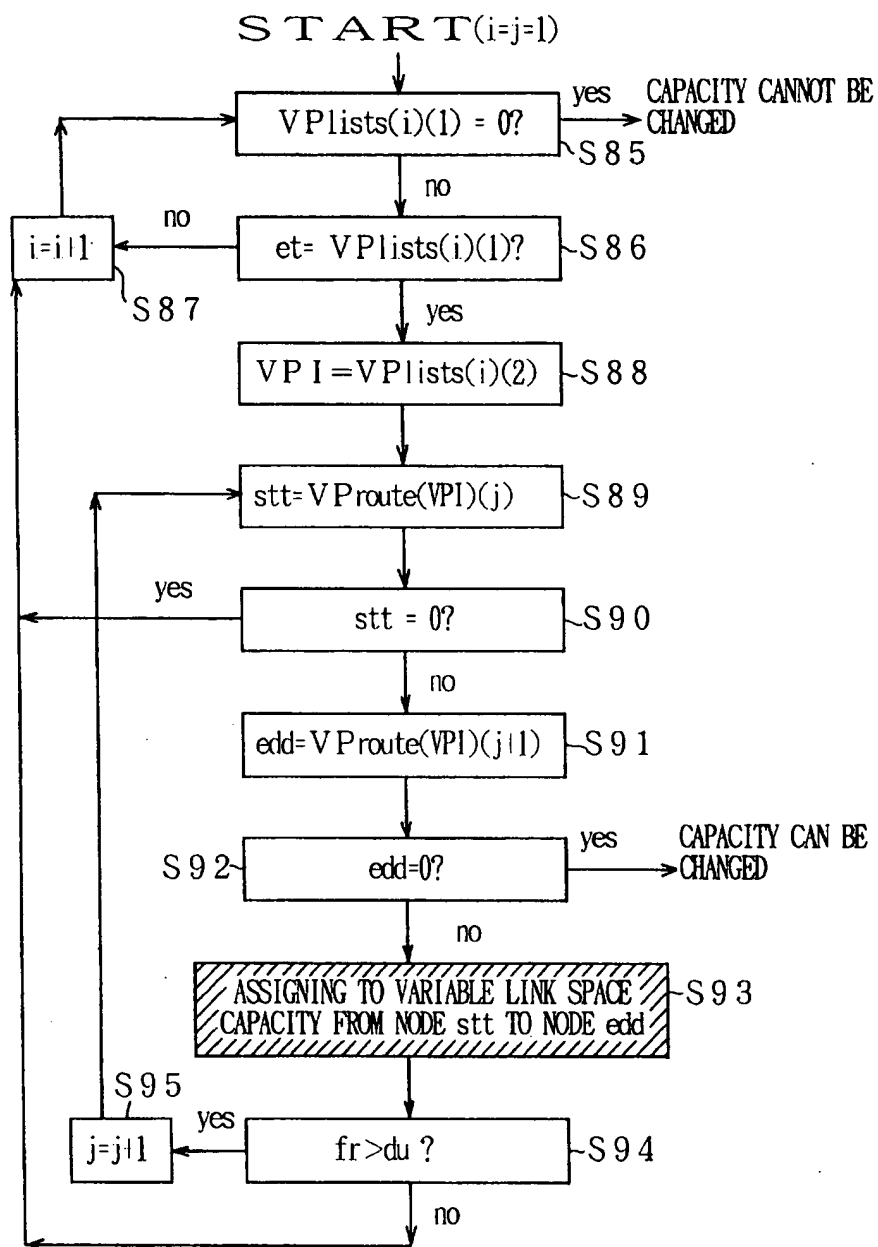 START(i=j=1)
VPlists(i)(1) = 0?
yes
CAPACITY CANNOT BE
CHANGED
S85
no
no
i=i+1
S87
et= VPlists(i)(1)?
S86
yes
VPI=VPlists(i)(2)
S88
stt=VProute(VPI)(j)
S89
yes
stt = 0?
S90
no
edd=VProute(VPI)(j+1)
S91
S92
edd=0?
yes
CAPACITY CAN BE
CHANGED
no
ASSIGNING TO VARIABLE LINK SPACE
CAPACITY FROM NODE stt TO NODE edd
S93
S95
j=j+1
yes
fr>du ?
S94
no